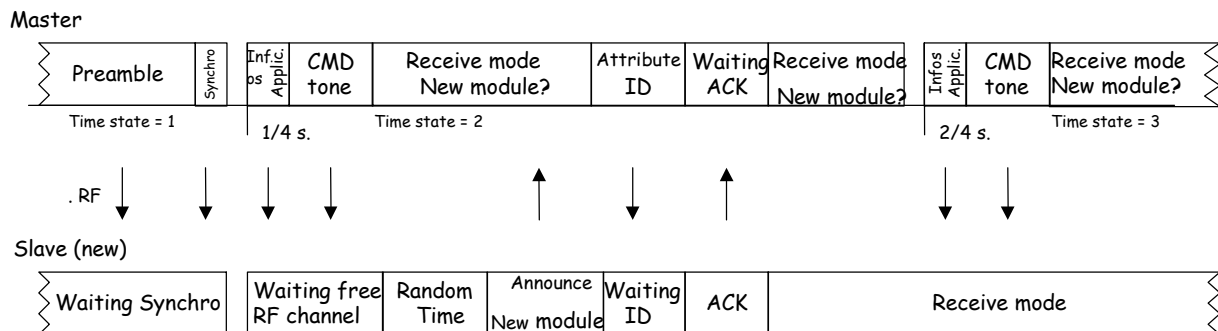 Master
Preamble
Synchro
Inf.
os
Applic.
CMD
tone
Receive mode
New module?
Attribute
ID
Waiting
ACK
Receive mode
New module?
Infos
Applic.
CMD
tone
Receive mode
New module?
Time state = 1
1/4 s.
Time state = 2
2/4 s.
Time state = 3
. RF
Slave (new)
Waiting Synchro
Waiting free
RF channel
Random
Time
Announce
New module
Waiting
ID
ACK
Receive mode